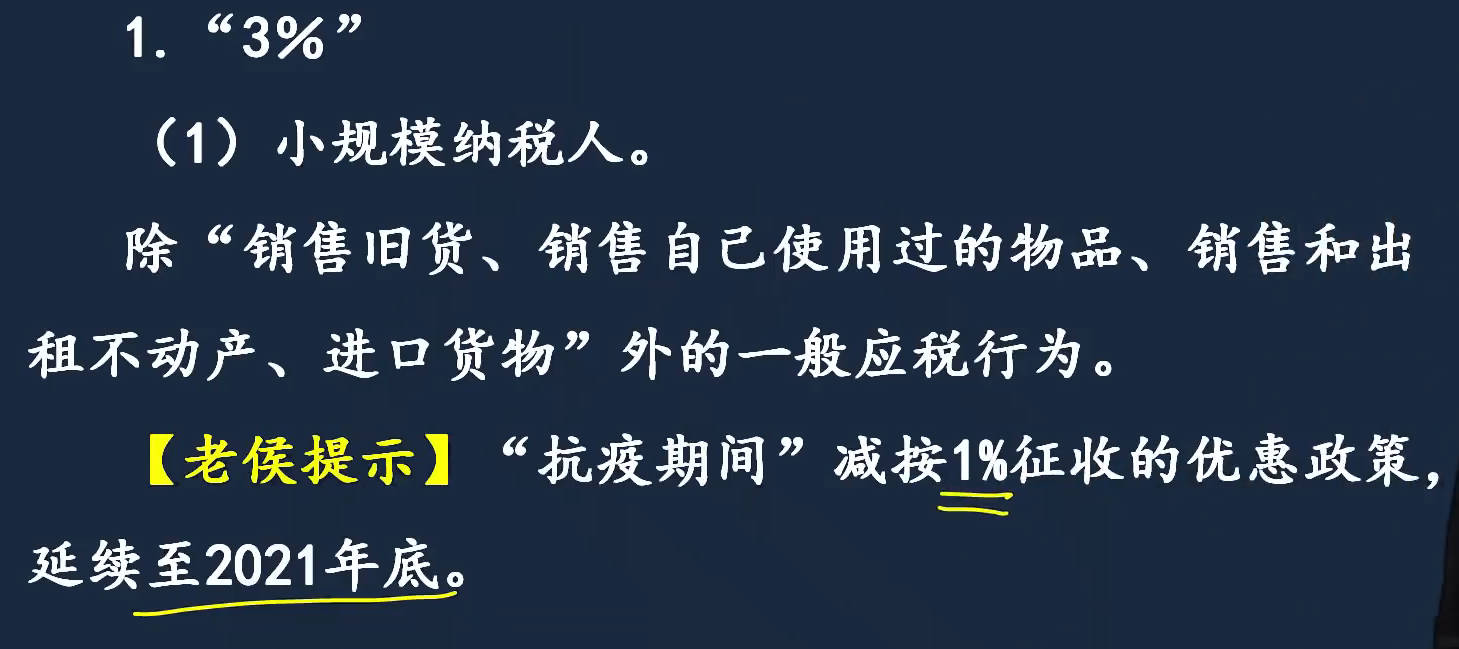 1. “3%”
（1）小规模纳税人。
除“销售旧货、销售自己使用过的物品、销售和出
租不动产、进口货物”外的一般应税行为。
【老侯提示】“抗疫期间”减按1%征收的优惠政策，
延续至2021年底。